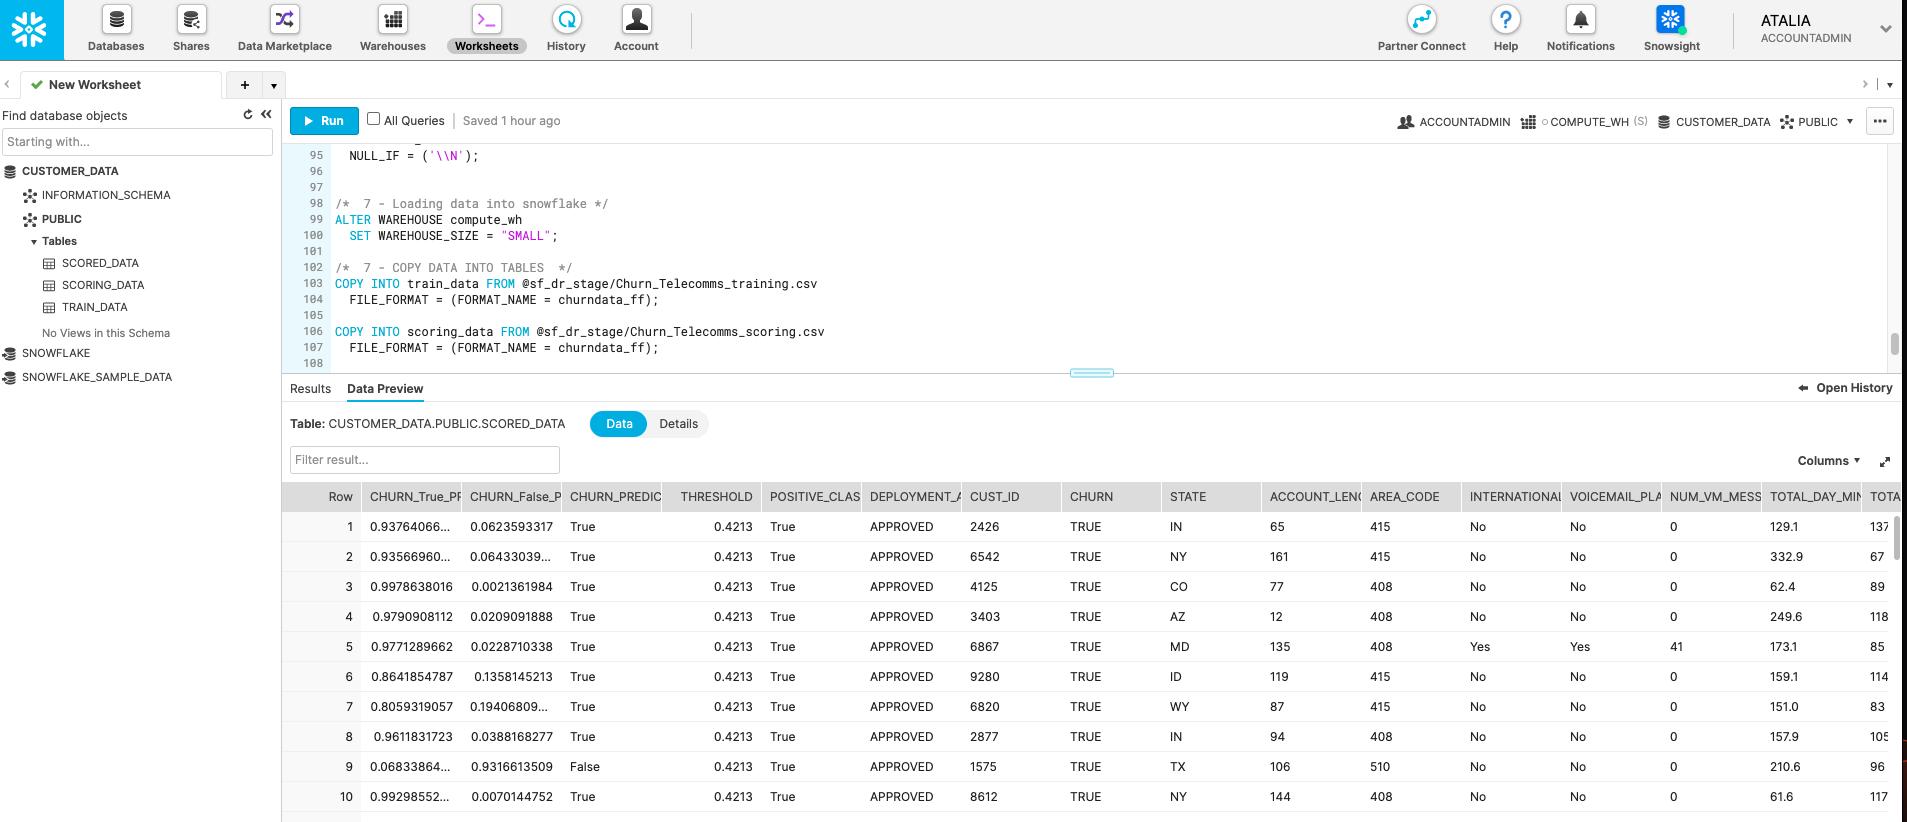 Databases Shares Data Marketplace Warehouses Worksheets History Account Partner Connect Help Notifications Snowsight
ATALIA
ACCOUNTADMIN
New Worksheet
Find database objects
Starting with...
CUSTOMER_DATA
INFORMATION_SCHEMA
PUBLIC
Tables
SCORED_DATA
SCORING_DATA
TRAIN_DATA
No Views in this Schema
SNOWFLAKE
SNOWFLAKE_SAMPLE_DATA
Run All Queries Saved 1 hour ago ACCOUNTADMIN COMPUTE_WH (S) CUSTOMER_DATA PUBLIC
95 NULL_IF = ('\\N');
96
97
98 /*  7 - Loading data into snowflake */
99 ALTER WAREHOUSE compute_wh
100 SET WAREHOUSE_SIZE = "SMALL";
101
102 /*  7 - COPY DATA INTO TABLES  */
103 COPY INTO train_data FROM @sf_dr_stage/Churn_Telecomms_training.csv
104 FILE_FORMAT = (FORMAT_NAME = churndata_ff);
105
106 COPY INTO scoring_data FROM @sf_dr_stage/Churn_Telecomms_scoring.csv
107 FILE_FORMAT = (FORMAT_NAME = churndata_ff);
108
Results Data Preview Open History
Table: CUSTOMER_DATA.PUBLIC.SCORED_DATA Data Details
Filter result...
Columns
Row CHURN_True_PR CHURN_False_P CHURN_PREDIC THRESHOLD POSITIVE_CLAS DEPLOYMENT_A CUST_ID CHURN STATE ACCOUNT_LENG AREA_CODE INTERNATIONAL VOICEMAIL_PLA NUM_VM_MESS TOTAL_DAY_MIN TOTA
1 0.93764066... 0.0623593317 True 0.4213 True APPROVED 2426 TRUE IN 65 415 No No 0 129.1 137
2 0.93566960... 0.06433039... True 0.4213 True APPROVED 6542 TRUE NY 161 415 No No 0 332.9 67
3 0.9978638016 0.0021361984 True 0.4213 True APPROVED 4125 TRUE CO 77 408 No No 0 62.4 89
4 0.9790908112 0.0209091888 True 0.4213 True APPROVED 3403 TRUE AZ 12 408 No No 0 249.6 118
5 0.9771289662 0.0228710338 True 0.4213 True APPROVED 6867 TRUE MD 135 408 Yes Yes 41 173.1 85
6 0.8641854787 0.1358145213 True 0.4213 True APPROVED 9280 TRUE ID 119 415 No No 0 159.1 114
7 0.8059319057 0.19406809... True 0.4213 True APPROVED 6820 TRUE WY 87 415 No No 0 151.0 83
8 0.9611831723 0.0388168277 True 0.4213 True APPROVED 2877 TRUE IN 94 408 No No 0 157.9 105
9 0.06833864... 0.9316613509 False 0.4213 True APPROVED 1575 TRUE TX 106 510 No No 0 210.6 96
10 0.99298552... 0.0070144752 True 0.4213 True APPROVED 8612 TRUE NY 144 408 No No 0 61.6 117